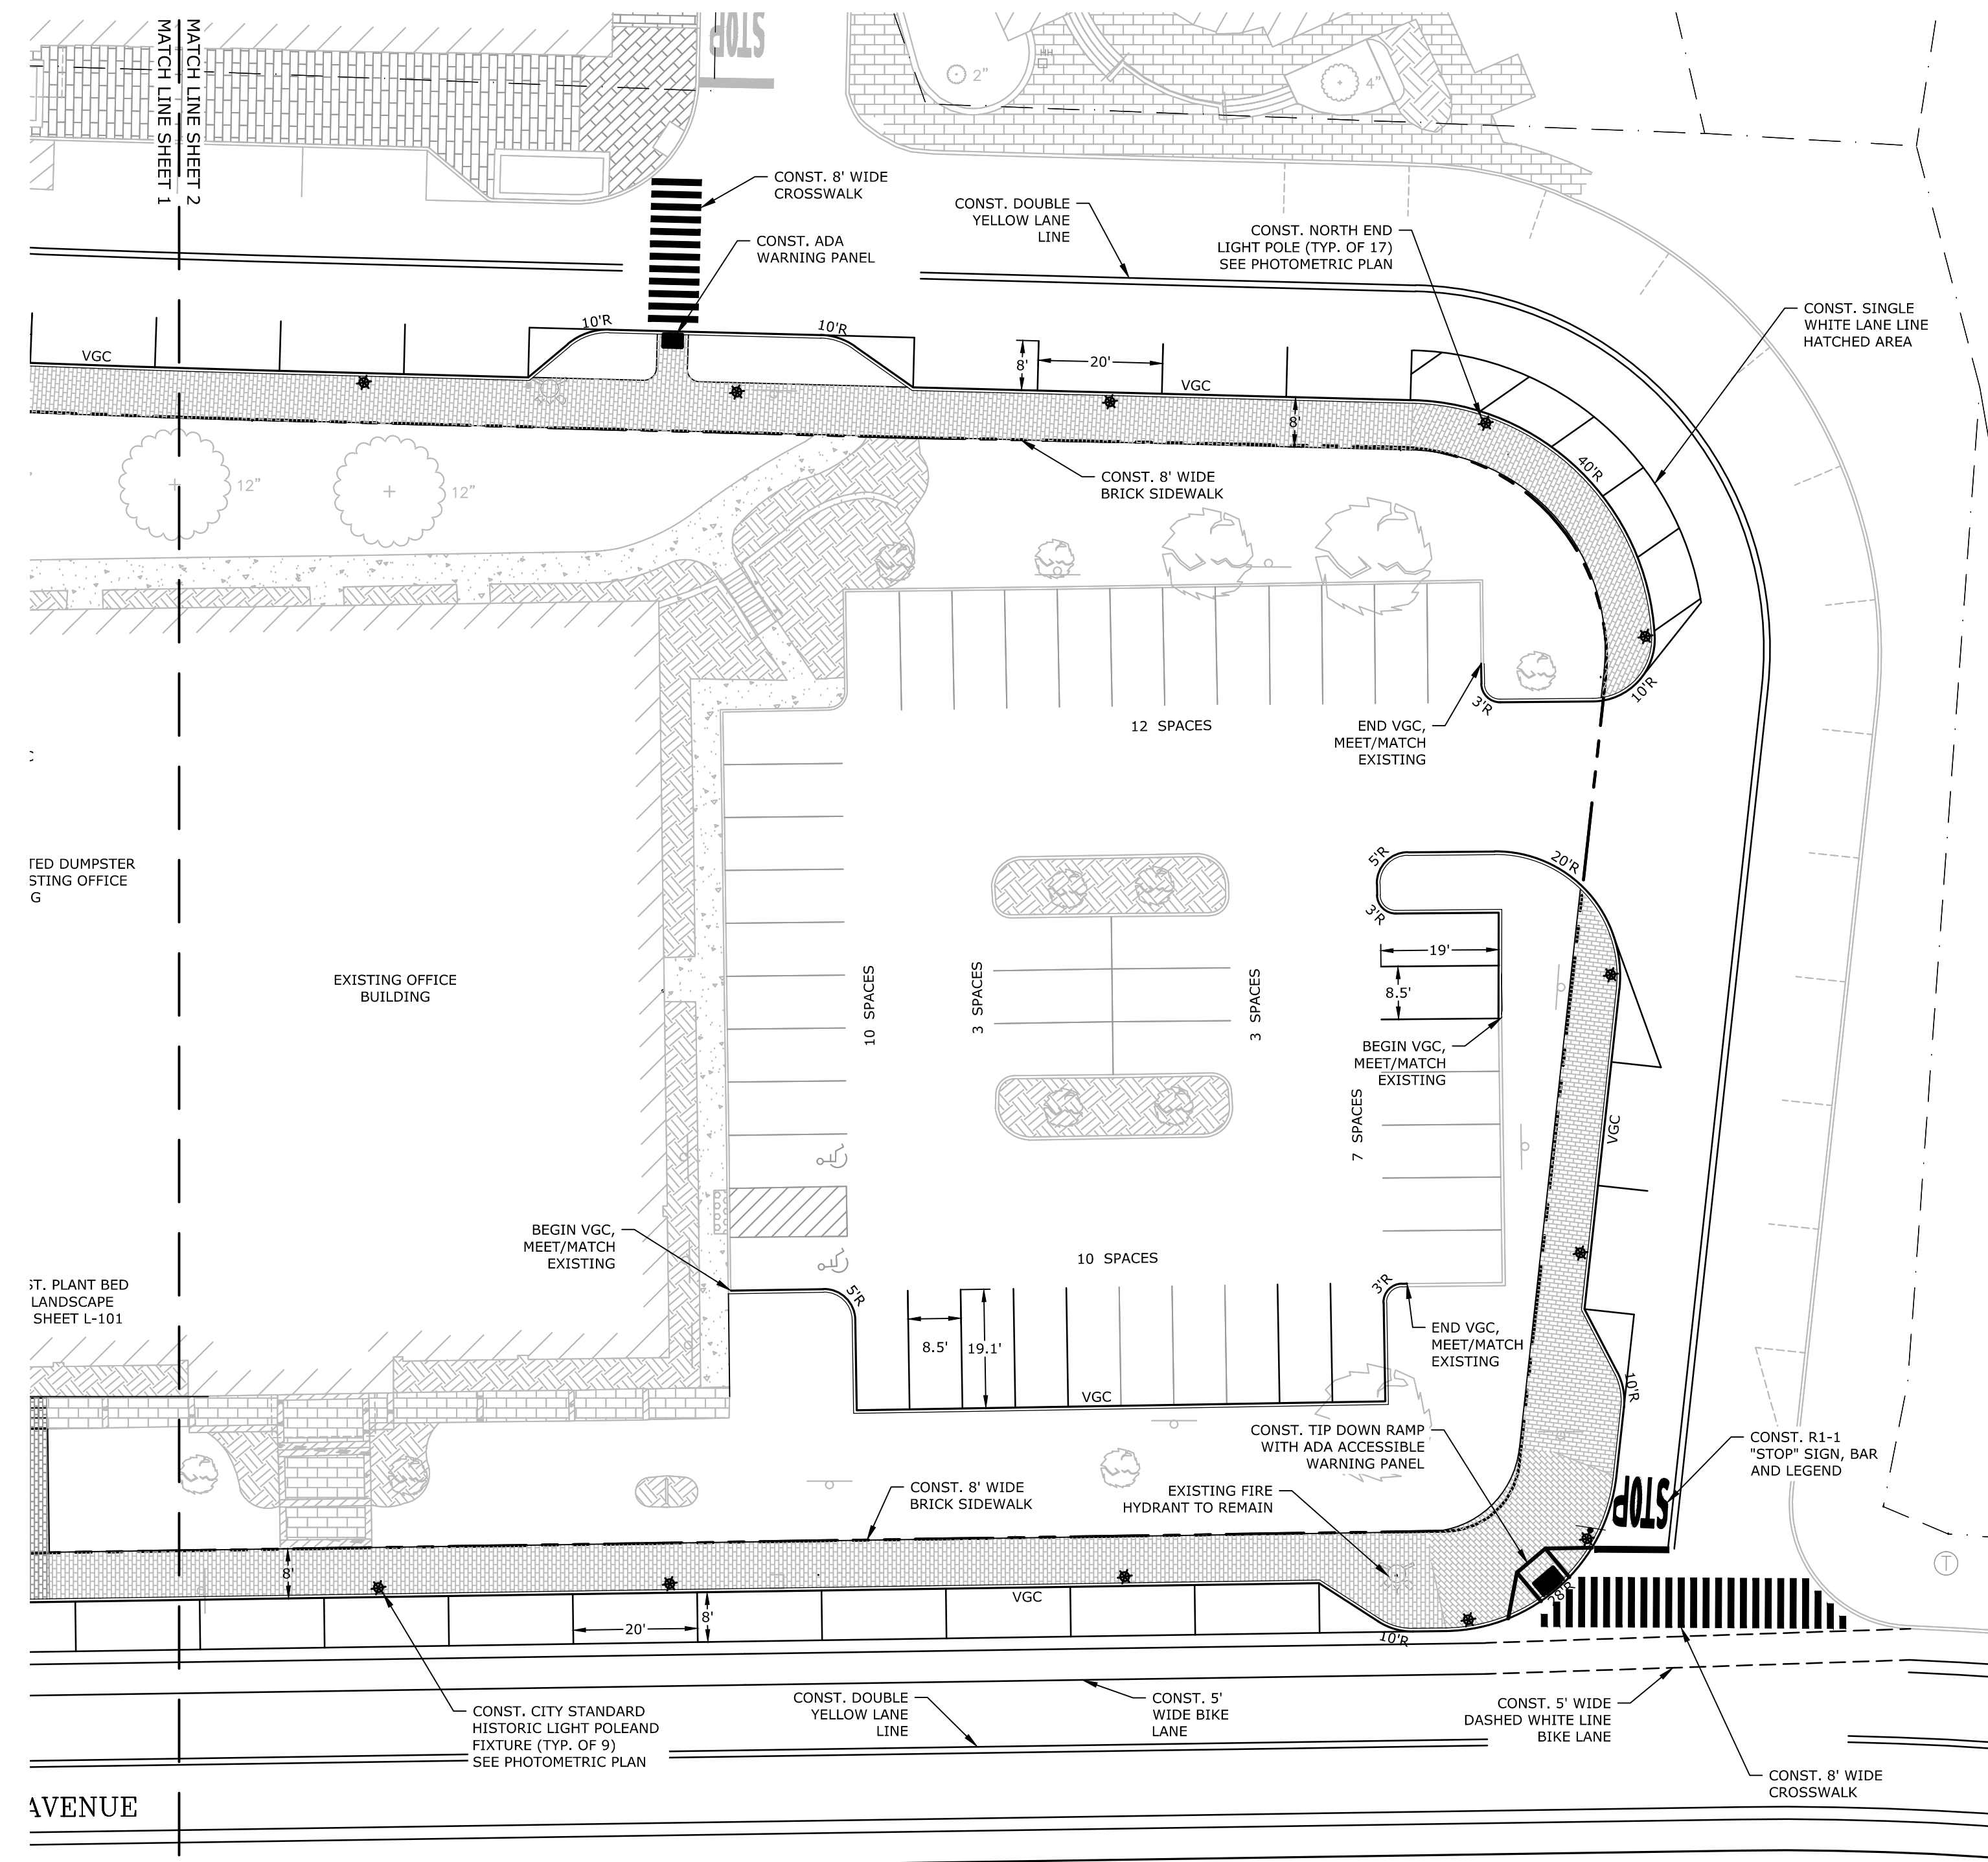 MATCH LINE SHEET 1
MATCH LINE SHEET 2
STOP
2"
HH
4"
CONST. 8' WIDE
CROSSWALK
CONST. DOUBLE
YELLOW LANE
LINE
CONST. NORTH END
LIGHT POLE (TYP. OF 17)
SEE PHOTOMETRIC PLAN
CONST. ADA
WARNING PANEL
CONST. SINGLE
WHITE LANE LINE
HATCHED AREA
10'R
10'R
VGC
8'
20'
VGC
8'
40'R
CONST. 8' WIDE
BRICK SIDEWALK
12"
12"
10'R
3'R
12 SPACES
END VGC,
MEET/MATCH
EXISTING
5'R
20'R
3'R
TED DUMPSTER
STING OFFICE
G
19'
8.5'
EXISTING OFFICE
BUILDING
10 SPACES
3 SPACES
3 SPACES
BEGIN VGC,
MEET/MATCH
EXISTING
7 SPACES
VGC
BEGIN VGC,
MEET/MATCH
EXISTING
10 SPACES
ST. PLANT BED
LANDSCAPE
SHEET L-101
5'R
3'R
8.5'
19.1'
END VGC,
MEET/MATCH
EXISTING
VGC
10'R
CONST. TIP DOWN RAMP
WITH ADA ACCESSIBLE
WARNING PANEL
CONST. R1-1
"STOP" SIGN, BAR
AND LEGEND
CONST. 8' WIDE
BRICK SIDEWALK
EXISTING FIRE
HYDRANT TO REMAIN
STOP
T
8'
28'R
VGC
8'
20'
10'R
CONST. CITY STANDARD
HISTORIC LIGHT POLEAND
FIXTURE (TYP. OF 9)
SEE PHOTOMETRIC PLAN
CONST. DOUBLE
YELLOW LANE
LINE
CONST. 5'
WIDE BIKE
LANE
CONST. 5' WIDE
DASHED WHITE LINE
BIKE LANE
CONST. 8' WIDE
CROSSWALK
AVENUE